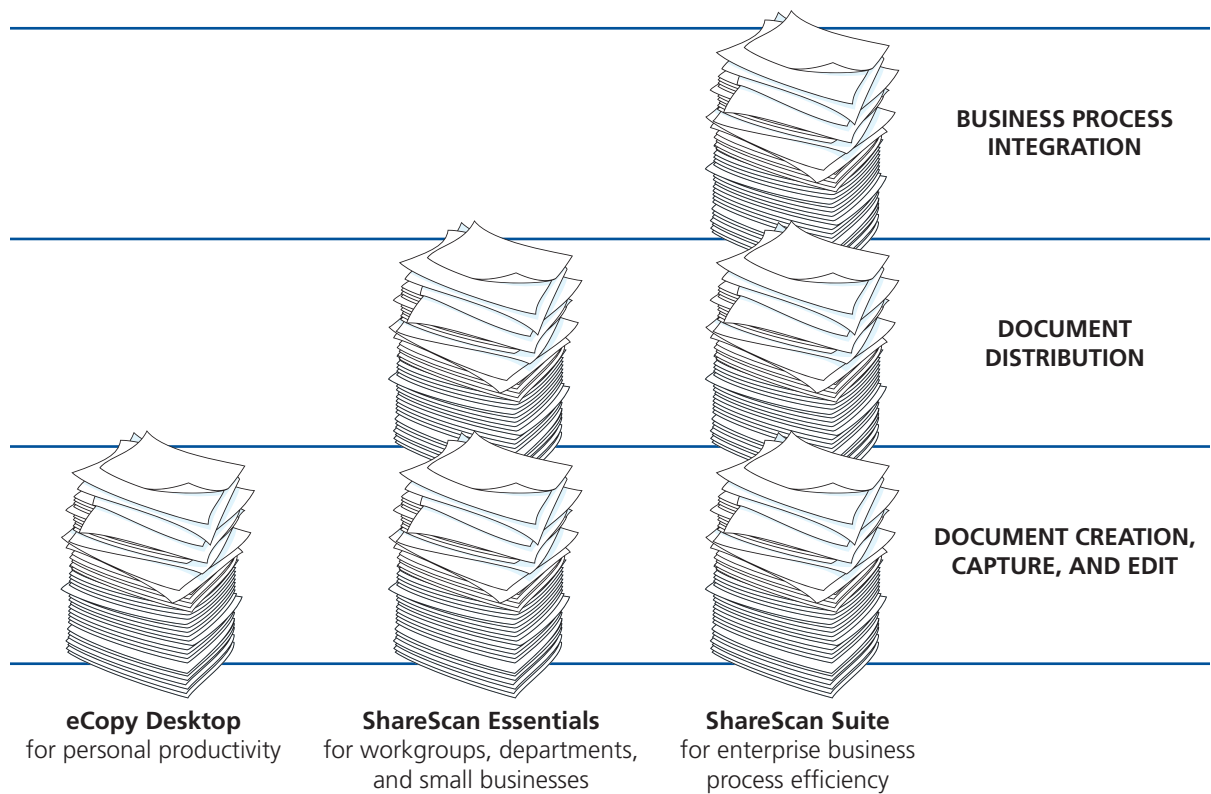 BUSINESS PROCESS
INTEGRATION
DOCUMENT
DISTRIBUTION
DOCUMENT CREATION,
CAPTURE, AND EDIT
eCopy Desktop
for personal productivity
ShareScan Essentials
for workgroups, departments,
and small businesses
ShareScan Suite
for enterprise business
process efficiency